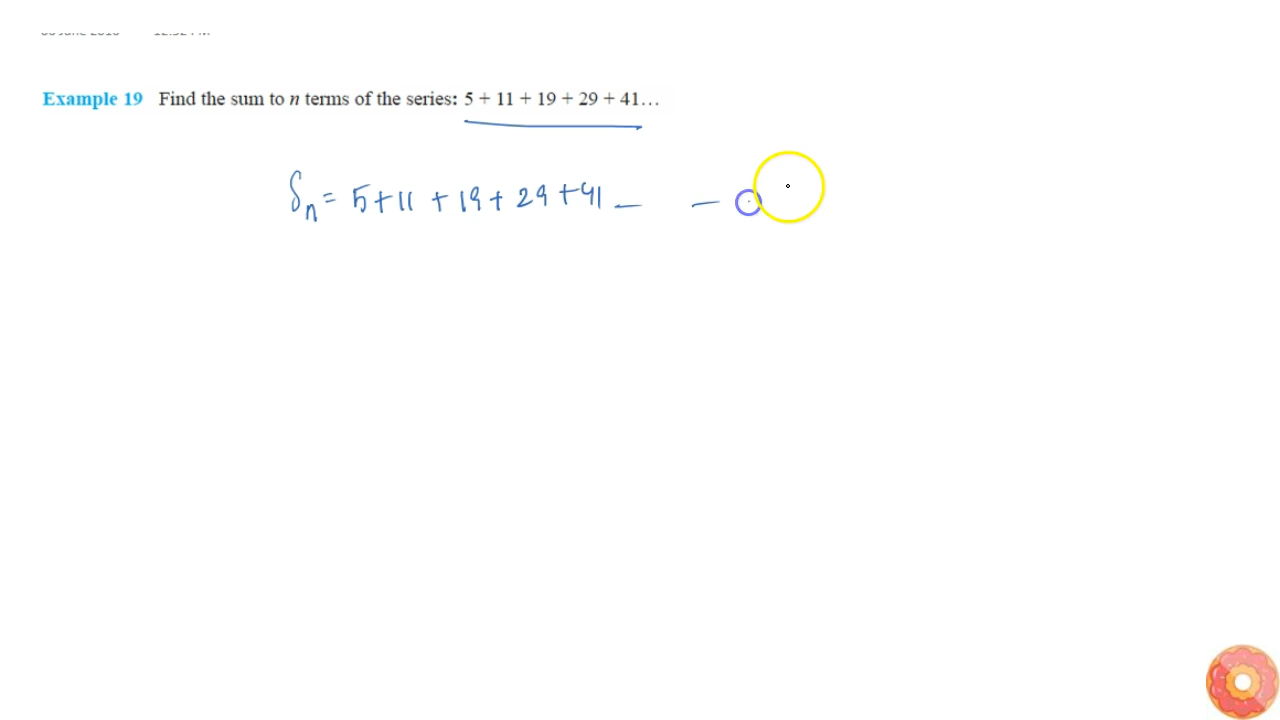 Example 19 Find the sum to n terms of the series: 5 + 11 + 19 + 29 + 41...
Sn = 5+11 + 19+ 29 +41 _ _